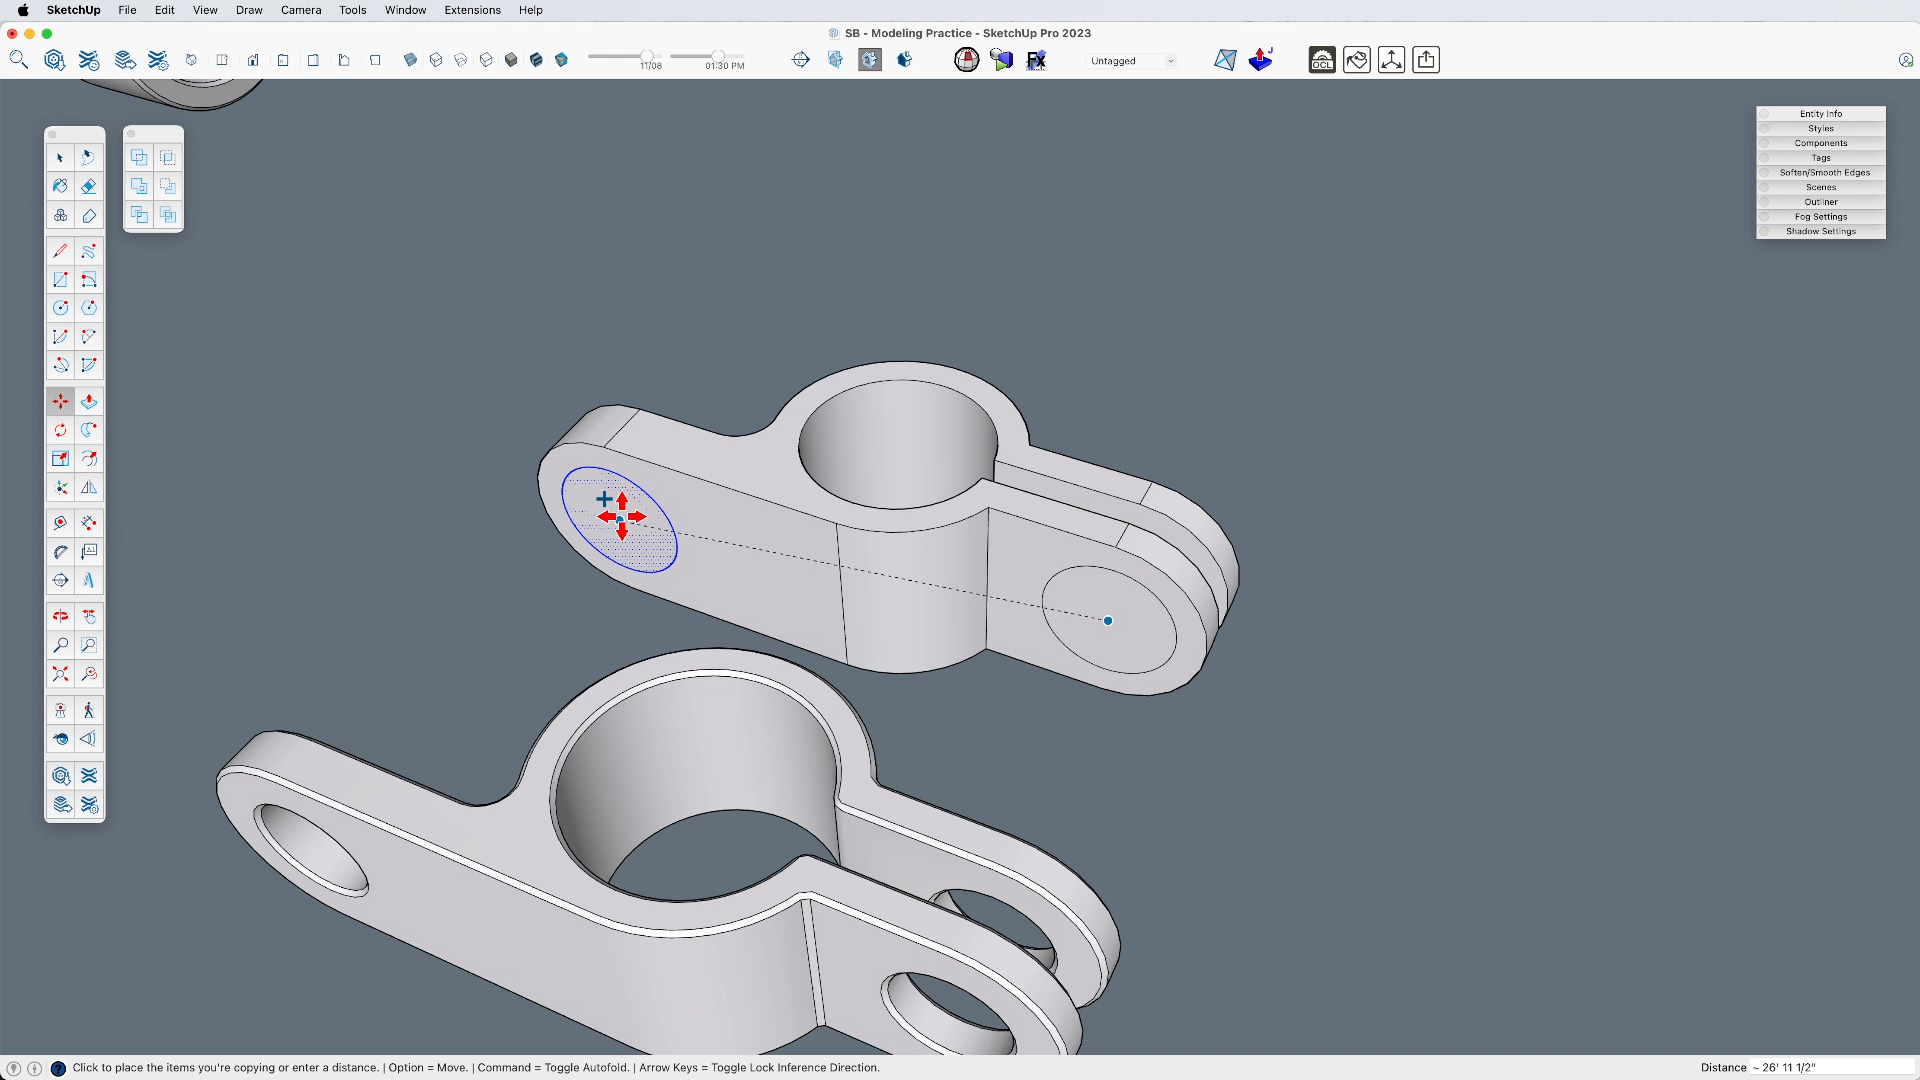 SketchUp File Edit View Draw Camera Tools Window Extensions Help
SB - Modeling Practice - SketchUp Pro 2023
11/08
01:30 PM
FX
Untagged
J
OCL
A1
Entity Info
Styles
Components
Tags
Soften/Smooth Edges
Scenes
Outliner
Fog Settings
Shadow Settings
Click to place the items you're copying or enter a distance. | Option = Move. | Command = Toggle Autofold. | Arrow Keys = Toggle Lock Inference Direction.
Distance ~ 26' 11 1/2"